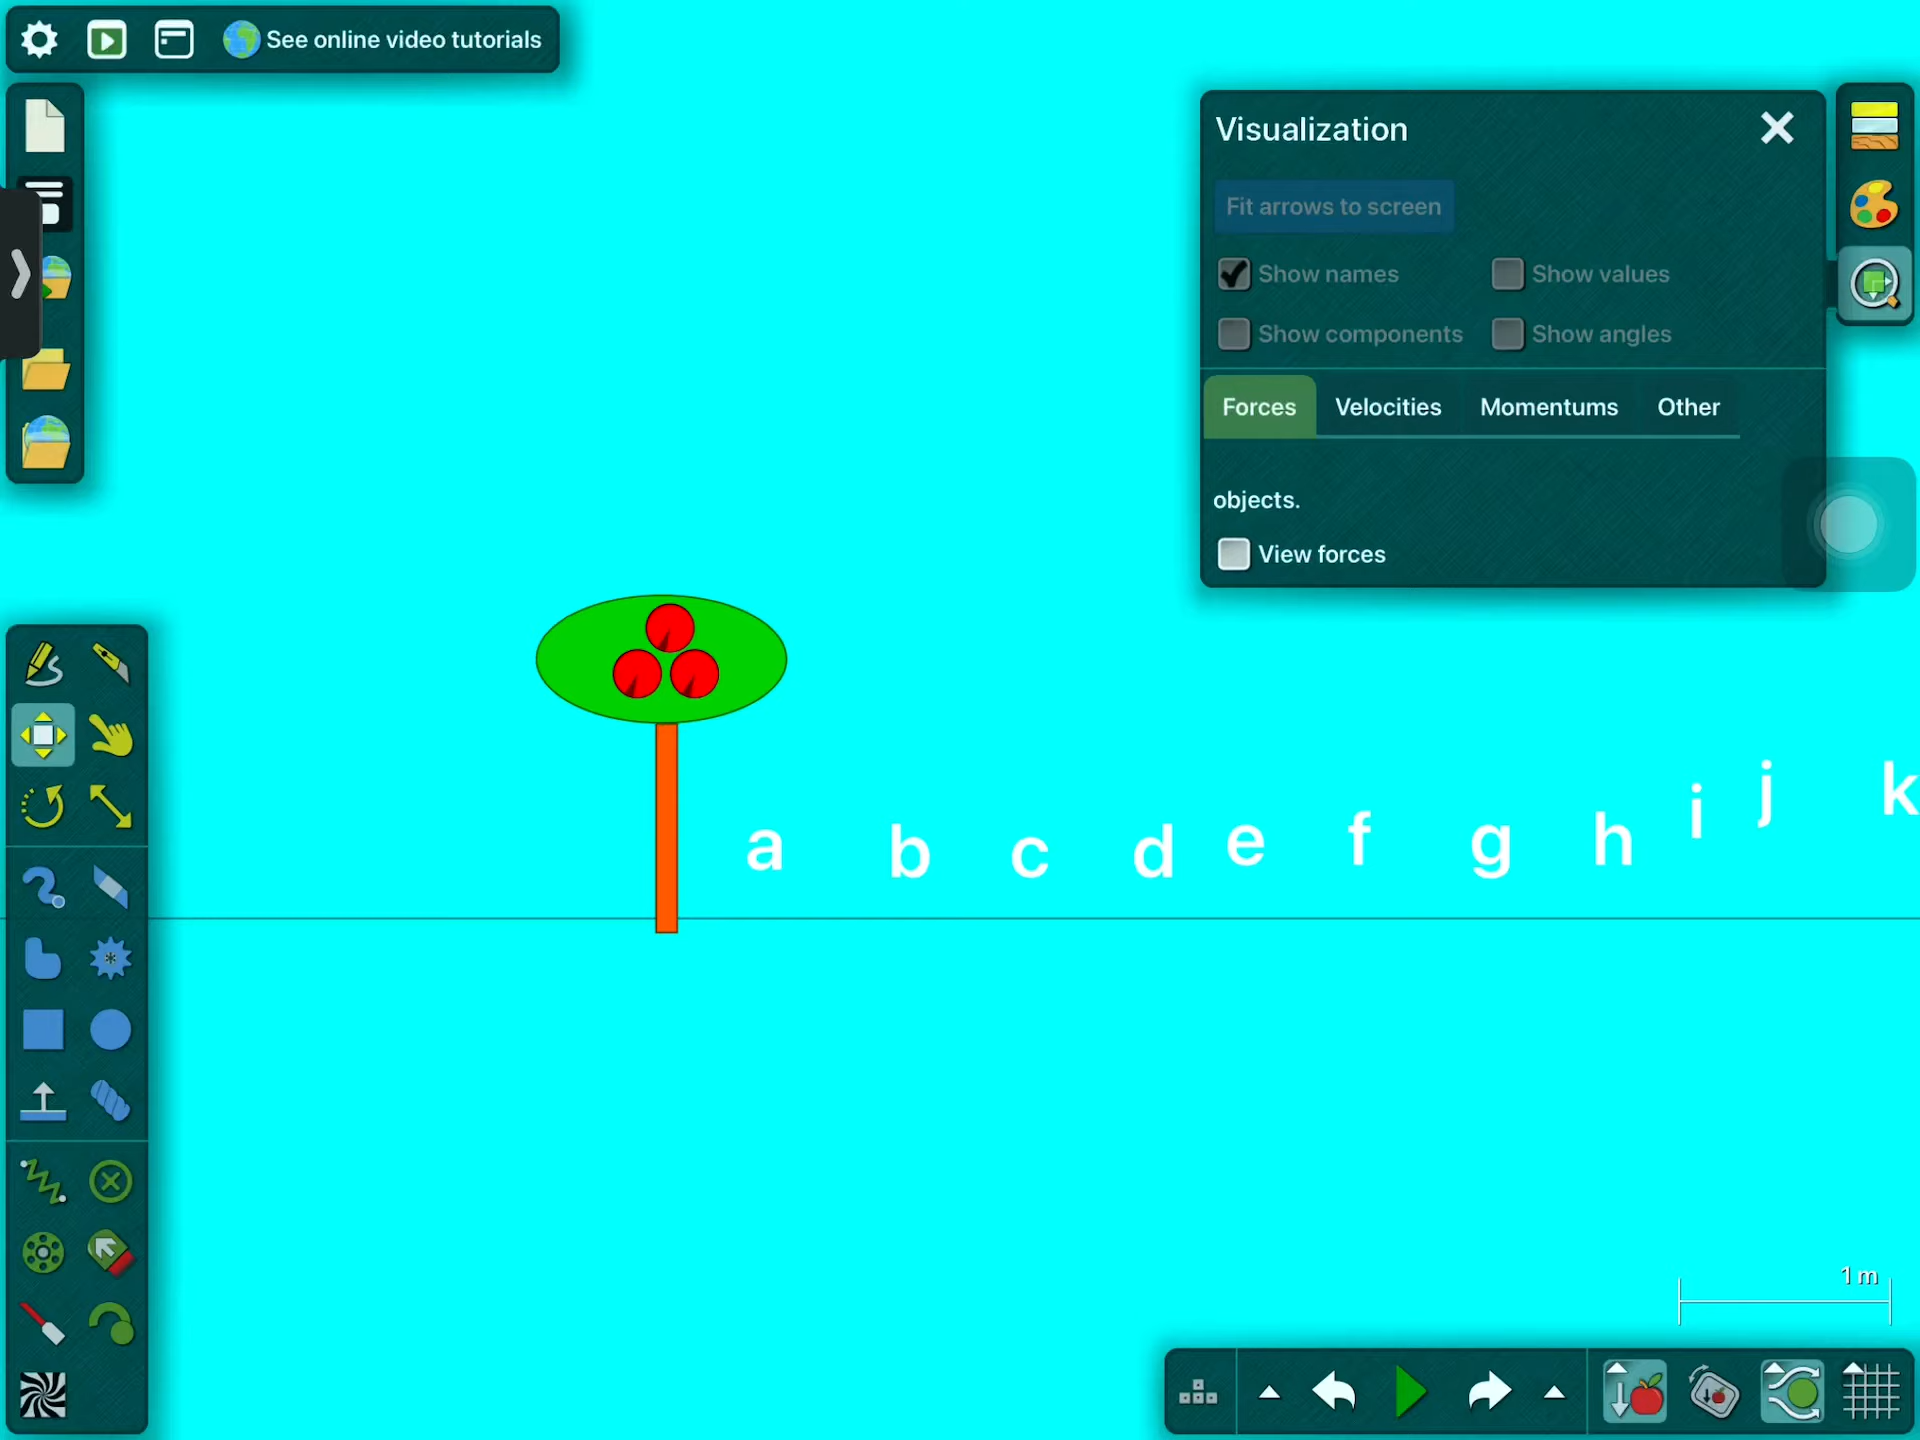 See online video tutorials
Visualization
Fit arrows to screen
Show names Show values
Show components Show angles
Forces Velocities Momentums Other
objects.
View forces
a b c d e f g h i j k
1 m